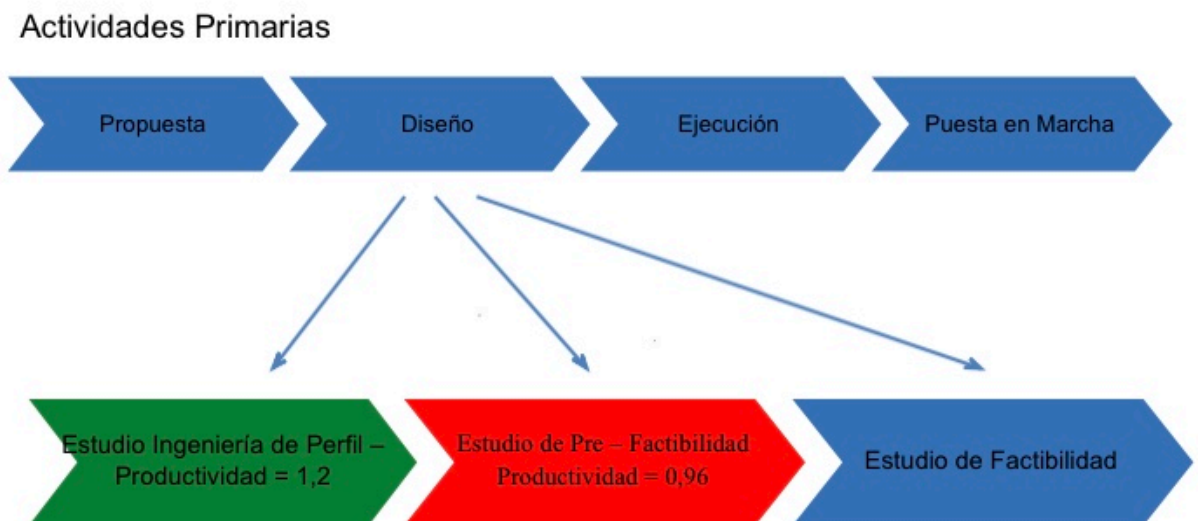 Actividades Primarias
Propuesta
Diseño
Ejecución
Puesta en Marcha
Estudio Ingeniería de Perfil –
Productividad = 1,2
Estudio de Pre – Factibilidad
Productividad = 0,96
Estudio de Factibilidad